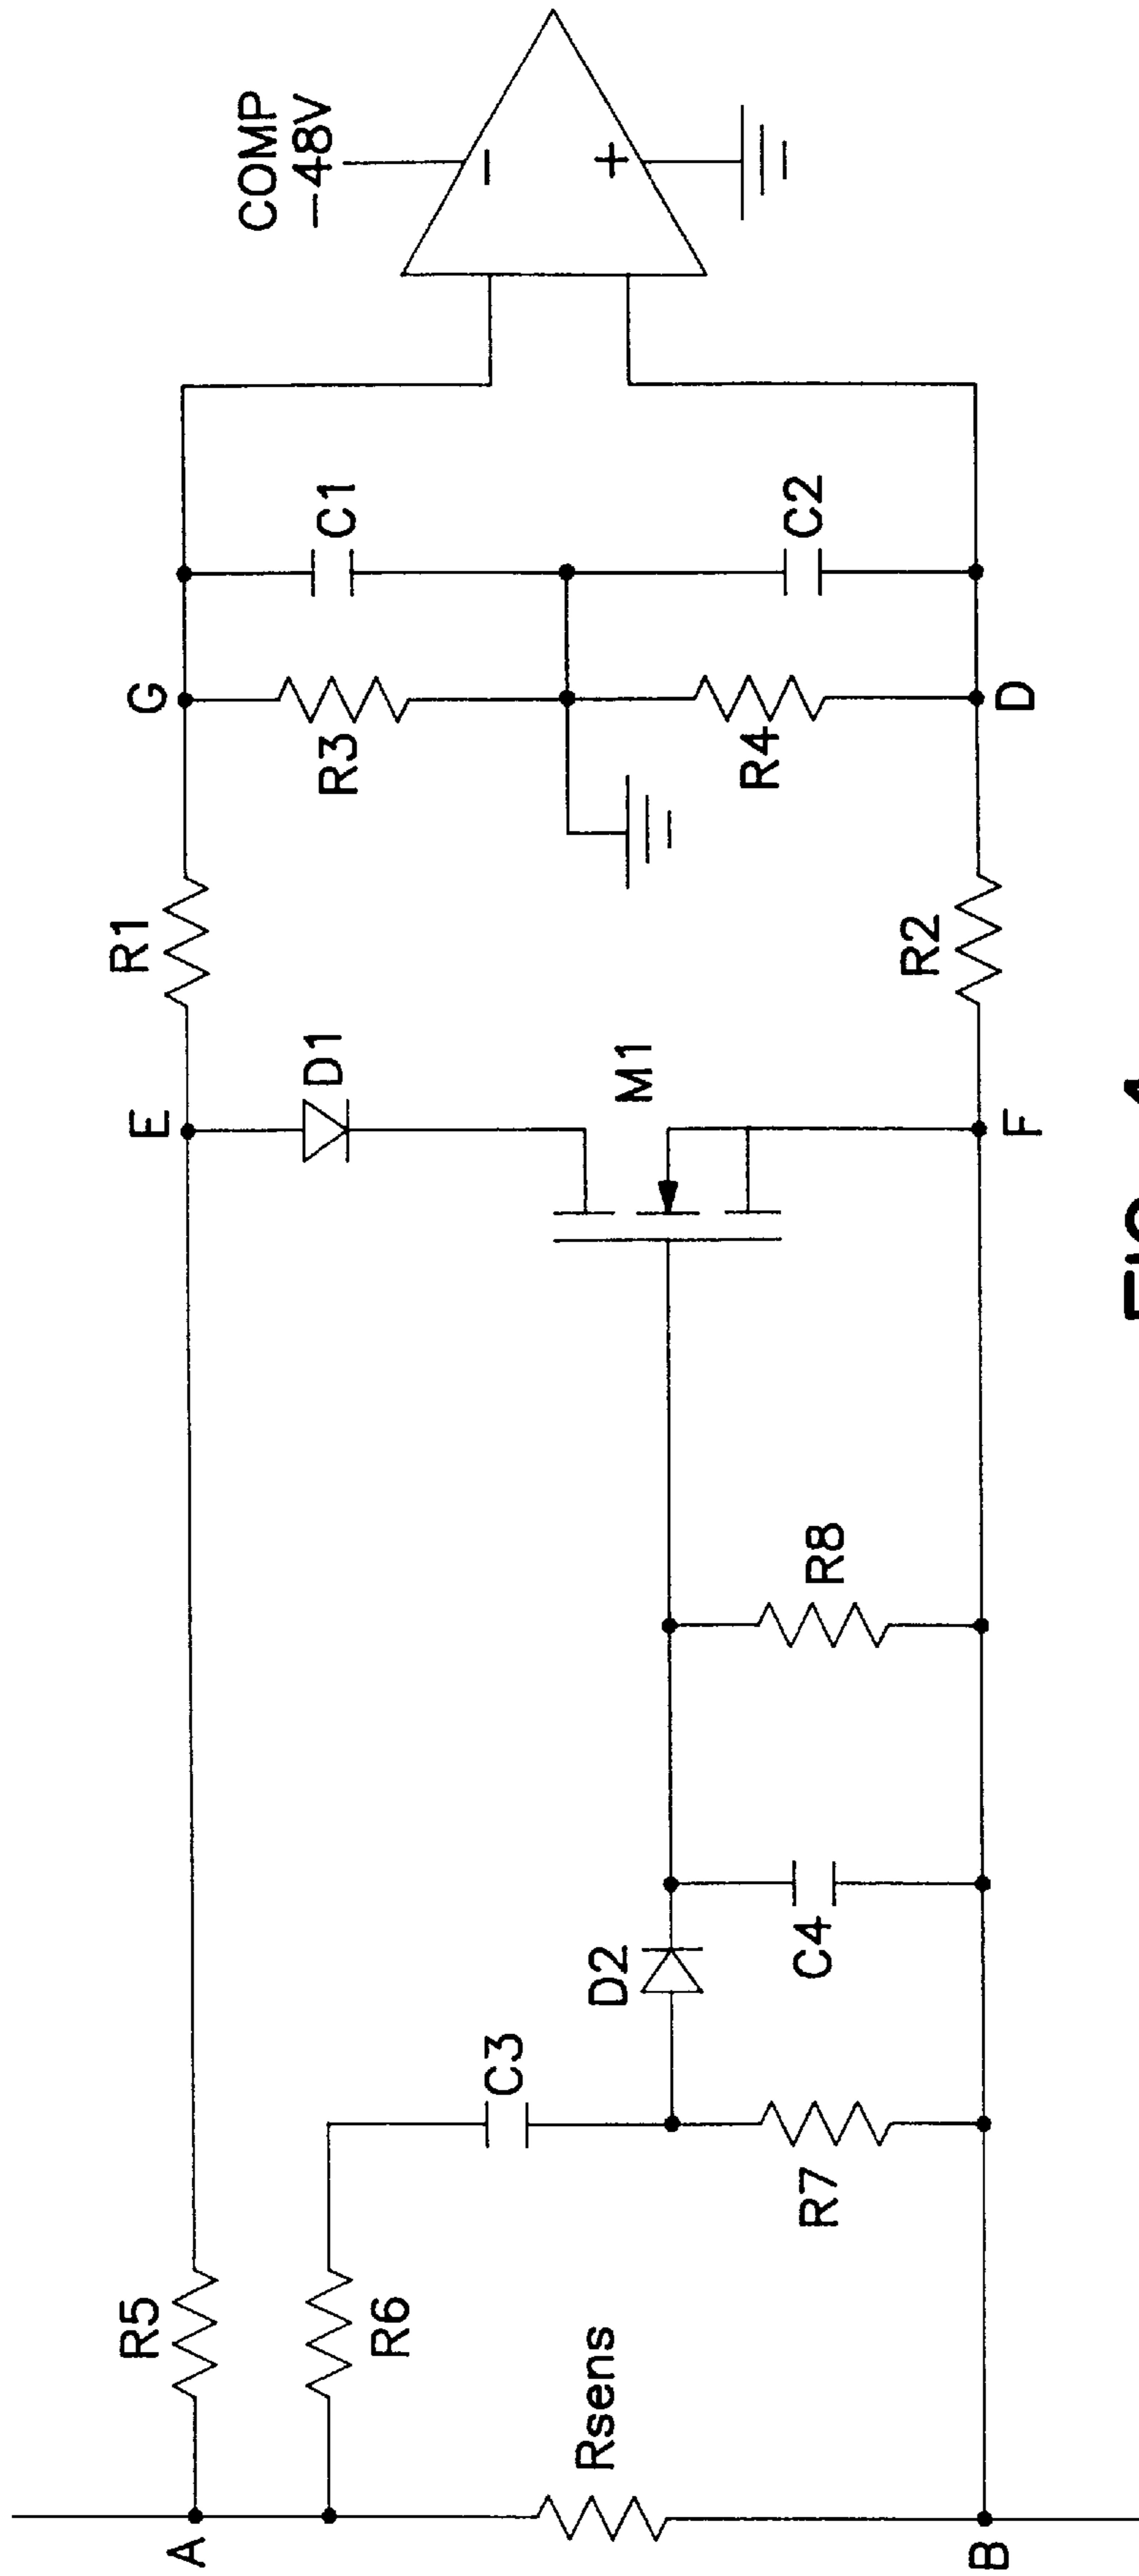 COMP
-48V
-
+
G
C1
R3
C2
R4
D
R1
R2
E
D1
M1
F
R8
D2
C4
C3
R7
R5
R6
Rsens
A
B